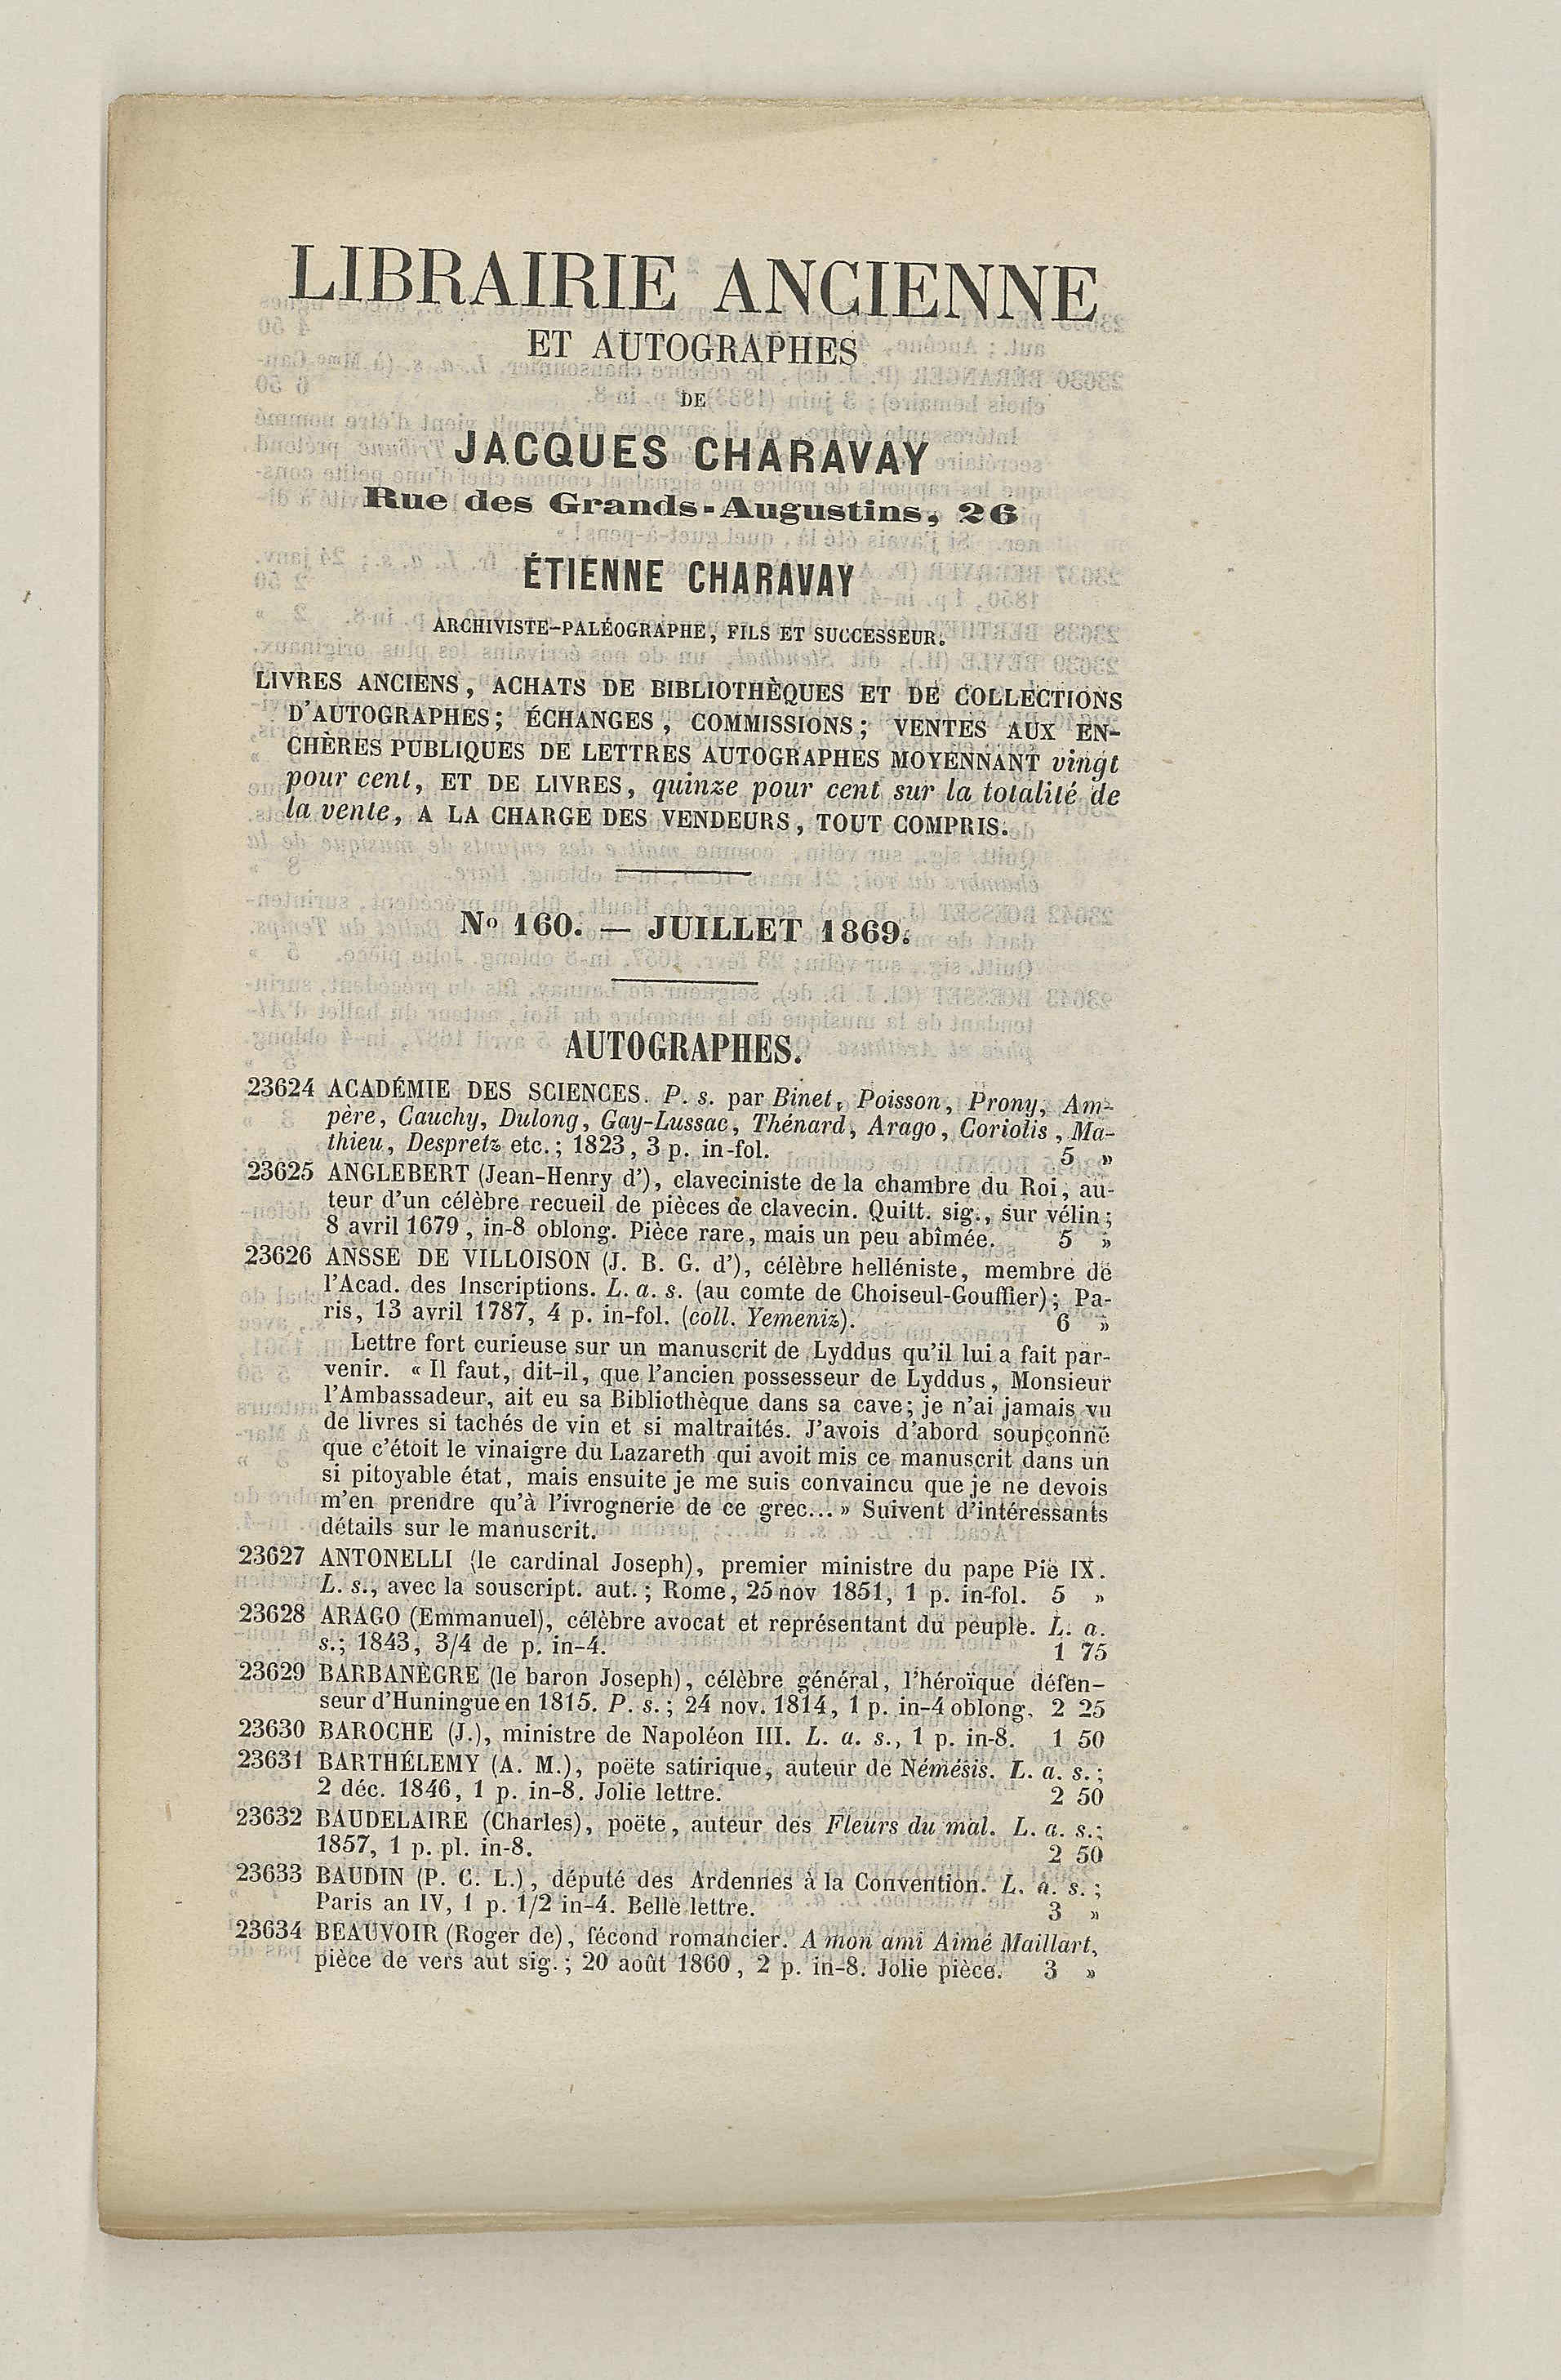 LIBRAIRIE ANCIENNE
ET AUTOGRAPHES
DE
JACQUES CHARAVAY
Rue des Grands-Augustins, 26
ÉTIENNE CHARAVAY
ARCHIVISTE-PALÉOGRAPHE, FILS ET SUCCESSEUR.
LIVRES ANCIENS, ACHATS DE BIBLIOTHÈQUES ET DE COLLECTIONS
D'AUTOGRAPHES; ÉCHANGES, COMMISSIONS; VENTES AUX EN-
CHÈRES PUBLIQUES DE LETTRES AUTOGRAPHES MOYENNANT vingt
pour cent, ET DE LIVRES, quinze pour cent sur la totalité de
la vente, A LA CHARGE DES VENDEURS, TOUT COMPRIS.
No 160. — JUILLET 1869.
AUTOGRAPHES.
23624 ACADÉMIE DES SCIENCES. P. s. par Binet, Poisson, Prony, Am-
père, Cauchy, Dulong, Gay-Lussac, Thénard, Arago, Coriolis, Ma-
thieu, Despretz etc.; 1823, 3 p. in-fol. 5 »
23625 ANGLEBERT (Jean-Henry d'), claveciniste de la chambre du Roi, au-
teur d'un célèbre recueil de pièces de clavecin. Quitt. sig., sur vélin;
8 avril 1679, in-8 oblong. Pièce rare, mais un peu abîmée. 5 »
23626 ANSSE DE VILLOISON (J. B. G. d'), célèbre helléniste, membre de
l'Acad. des Inscriptions. L. a. s. (au comte de Choiseul-Gouffier); Pa-
ris, 13 avril 1787, 4 p. in-fol. (coll. Yemeniz). 6 »
Lettre fort curieuse sur un manuscrit de Lyddus qu'il lui a fait par-
venir. « Il faut, dit-il, que l'ancien possesseur de Lyddus, Monsieur
l'Ambassadeur, ait eu sa Bibliothèque dans sa cave; je n'ai jamais vu
de livres si tachés de vin et si maltraités. J'avois d'abord soupçonné
que c'étoit le vinaigre du Lazareth qui avoit mis ce manuscrit dans un
si pitoyable état, mais ensuite je me suis convaincu que je ne devois
m'en prendre qu'à l'ivrognerie de ce grec... » Suivent d'intéressants
détails sur le manuscrit.
23627 ANTONELLI (le cardinal Joseph), premier ministre du pape Pie IX.
L. s., avec la souscript. aut.; Rome, 25 nov 1851, 1 p. in-fol. 5 »
23628 ARAGO (Emmanuel), célèbre avocat et représentant du peuple. L. a.
s.; 1843, 3/4 de p. in-4. 1 75
23629 BARBANÈGRE (le baron Joseph), célèbre général, l'héroïque défen-
seur d'Huningue en 1815. P. s.; 24 nov. 1814, 1 p. in-4 oblong. 2 25
23630 BAROCHE (J.), ministre de Napoléon III. L. a. s., 1 p. in-8. 1 50
23631 BARTHÉLEMY (A. M.), poëte satirique, auteur de Némésis. L. a. s.;
2 déc. 1846, 1 p. in-8. Jolie lettre. 2 50
23632 BAUDELAIRE (Charles), poëte, auteur des Fleurs du mal. L. a. s.;
1857, 1 p. pl. in-8. 2 50
23633 BAUDIN (P. C. L.), député des Ardennes à la Convention. L. a. s.;
Paris an IV, 1 p. 1/2 in-4. Belle lettre. 3 »
23634 BEAUVOIR (Roger de), fécond romancier. A mon ami Aimé Maillart,
pièce de vers aut sig.; 20 août 1860, 2 p. in-8. Jolie pièce. 3 »